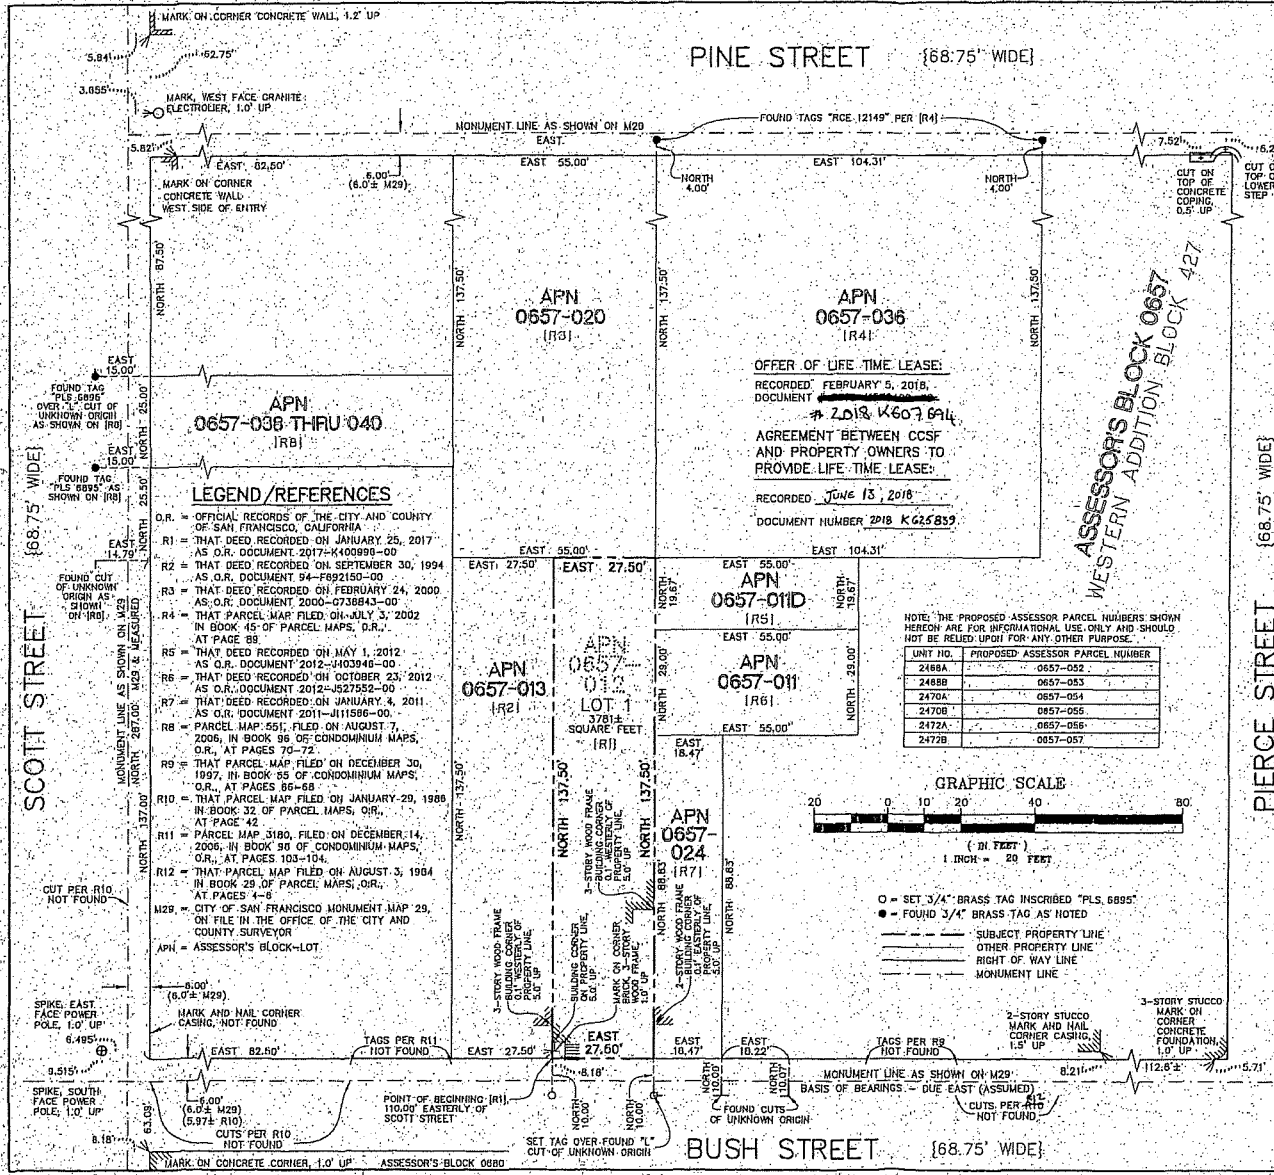 MARK ON CORNER CONCRETE WALL, 1.2' UP
5.84'
62.75'
3.855'
MARK, WEST FACE GRANITE
ELECTROLIER, 1.0' UP
PINE STREET {68.75' WIDE}
MONUMENT LINE AS SHOWN ON M20
EAST
FOUND TAGS "RCE 12149" PER [R4]
5.82'
EAST 82.50'
MARK ON CORNER
CONCRETE WALL
WEST SIDE OF ENTRY
6.00'
(6.0'± M29)
EAST 55.00'
NORTH
4.00'
EAST 104.31'
NORTH
4.00'
7.52'
CUT ON
TOP OF
CONCRETE
COPING,
0.5' UP
NORTH 87.50'
NORTH 137.50'
NORTH 137.50'
NORTH 137.50'
APN
0657-020
[R3]
APN
0657-036
[R4]
OFFER OF LIFE TIME LEASE:
RECORDED FEBRUARY 5, 2018,
DOCUMENT
# 2018 K607694
AGREEMENT BETWEEN CCSF
AND PROPERTY OWNERS TO
PROVIDE LIFE TIME LEASE:
RECORDED JUNE 13, 2018
DOCUMENT NUMBER 2018 K625839
ASSESSOR'S BLOCK 0657
WESTERN ADDITION BLOCK 427
EAST
15.00'
FOUND TAG
"PLS 6895"
OVER "L" CUT OF
UNKNOWN ORIGIN
AS SHOWN ON [R8]
NORTH 25.00'
APN
0657-038 THRU 040
[R8]
EAST
15.00'
FOUND TAG
"PLS 6895" AS
SHOWN ON [R8]
NORTH 25.50'
EAST
14.79'
FOUND CUT
OF UNKNOWN
ORIGIN AS
SHOWN
ON [R8]
SCOTT STREET {68.75' WIDE}
MONUMENT LINE AS SHOWN ON M29
NORTH 287.00' M29 & MEASURED
NORTH 137.00'
LEGEND/REFERENCES
O.R. = OFFICIAL RECORDS OF THE CITY AND COUNTY
OF SAN FRANCISCO, CALIFORNIA
R1 = THAT DEED RECORDED ON JANUARY 25, 2017
AS O.R. DOCUMENT 2017-K400990-00
R2 = THAT DEED RECORDED ON SEPTEMBER 30, 1994
AS O.R. DOCUMENT 94-F692150-00
R3 = THAT DEED RECORDED ON FEBRUARY 24, 2000
AS O.R. DOCUMENT 2000-G738843-00
R4 = THAT PARCEL MAP FILED ON JULY 3, 2002
IN BOOK 45 OF PARCEL MAPS, O.R.,
AT PAGE 89
R5 = THAT DEED RECORDED ON MAY 1, 2012
AS O.R. DOCUMENT 2012-J403946-00
R6 = THAT DEED RECORDED ON OCTOBER 23, 2012
AS O.R. DOCUMENT 2012-J527552-00
R7 = THAT DEED RECORDED ON JANUARY 4, 2011
AS O.R. DOCUMENT 2011-J111586-00
R8 = PARCEL MAP 551, FILED ON AUGUST 7,
2006, IN BOOK 96 OF CONDOMINIUM MAPS,
O.R., AT PAGES 70-72
R9 = THAT PARCEL MAP FILED ON DECEMBER 30,
1997, IN BOOK 55 OF CONDOMINIUM MAPS,
O.R., AT PAGES 66-68
R10 = THAT PARCEL MAP FILED ON JANUARY 29, 1986
IN BOOK 32 OF PARCEL MAPS, O.R.,
AT PAGE 42
R11 = PARCEL MAP 3180, FILED ON DECEMBER 14,
2006, IN BOOK 98 OF CONDOMINIUM MAPS,
O.R., AT PAGES 103-104
R12 = THAT PARCEL MAP FILED ON AUGUST 3, 1984
IN BOOK 29 OF PARCEL MAPS, O.R.,
AT PAGES 4-6
M29 = CITY OF SAN FRANCISCO MONUMENT MAP 29,
ON FILE IN THE OFFICE OF THE CITY AND
COUNTY SURVEYOR
APN = ASSESSOR'S BLOCK-LOT
EAST 55.00'
EAST 104.31'
EAST 27.50'
EAST 27.50'
EAST 55.00'
NORTH
19.67'
APN
0657-011D
[R5]
NORTH
19.67'
EAST 55.00'
APN
0657-013
[R2]
APN
0657-
012
LOT 1
3781±
SQUARE FEET
[R1]
NORTH 29.00'
APN
0657-011
[R6]
NORTH 29.00'
EAST 55.00'
EAST
18.47'
NORTH 137.50'
NORTH 137.50'
NORTH 137.50'
APN
0657-
024
[R7]
NORTH 88.83'
NORTH 88.83'
NOTE: THE PROPOSED ASSESSOR PARCEL NUMBERS SHOWN
HEREON ARE FOR INFORMATIONAL USE ONLY AND SHOULD
NOT BE RELIED UPON FOR ANY OTHER PURPOSE.
UNIT NO. PROPOSED ASSESSOR PARCEL NUMBER
2468A 0657-052
2468B 0657-053
2470A 0657-054
2470B 0657-055
2472A 0657-056
2472B 0657-057
PIERCE STREET {68.75' WIDE}
GRAPHIC SCALE
20 0 10 20 40 80
( IN FEET )
1 INCH = 20 FEET
O = SET 3/4" BRASS TAG INSCRIBED "PLS 6895"
● = FOUND 3/4" BRASS TAG AS NOTED
SUBJECT PROPERTY LINE
OTHER PROPERTY LINE
RIGHT OF WAY LINE
MONUMENT LINE
3-STORY WOOD FRAME
BUILDING CORNER
0.1' WESTERLY OF
PROPERTY LINE,
5.0' UP
3-STORY WOOD FRAME
BUILDING CORNER
0.1' WESTERLY OF
PROPERTY LINE,
5.0' UP
BUILDING CORNER
ON PROPERTY LINE,
5.0' UP
MARK ON CORNER
BRICK, 3-STORY
WOOD FRAME,
1.0' UP
2-STORY WOOD FRAME
BUILDING CORNER
0.1' EASTERLY OF
PROPERTY LINE,
5.0' UP
CUT PER R10
NOT FOUND
6.00'
(6.0'± M29)
SPIKE, EAST
FACE POWER
POLE, 1.0' UP
6.495'
MARK AND NAIL CORNER
CASING, NOT FOUND
9.515'
SPIKE, SOUTH
FACE POWER
POLE, 1.0' UP
EAST 82.50'
TAGS PER R11
NOT FOUND
EAST 27.50'
EAST
27.50'
8.18'
EAST
18.47'
EAST
18.22'
TAGS PER R9
NOT FOUND
2-STORY STUCCO
MARK AND NAIL
CORNER CASING,
1.5' UP
3-STORY STUCCO
MARK ON
CORNER
CONCRETE
FOUNDATION,
1.0' UP
8.21'
112.6'±
5.71'
MONUMENT LINE AS SHOWN ON M29
BASIS OF BEARINGS - DUE EAST (ASSUMED)
NORTH
10.00'
NORTH
10.00'
NORTH
10.00'
NORTH
10.07'
FOUND CUTS
OF UNKNOWN ORIGIN
CUTS PER
NOT FOUND
6.00'
(6.0'± M29)
(5.97'± R10)
63.09'
8.18'
CUTS PER R10
NOT FOUND
POINT OF BEGINNING [R1],
110.00' EASTERLY OF
SCOTT STREET
SET TAG OVER FOUND "L"
CUT OF UNKNOWN ORIGIN
BUSH STREET {68.75' WIDE}
MARK ON CONCRETE CORNER, 1.0' UP
ASSESSOR'S BLOCK 0680